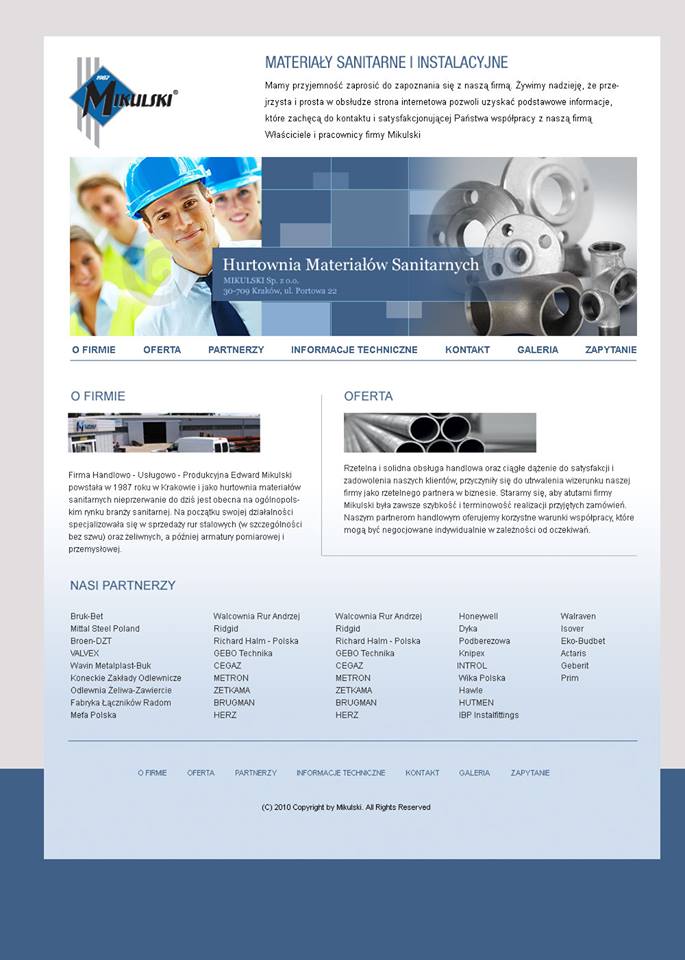 1987
MIKULSKI®
MATERIAŁY SANITARNE I INSTALACYJNE
Mamy przyjemność zaprosić do zapoznania się z naszą firmą. Żywimy nadzieję, że prze-
jrzysta i prosta w obsłudze strona internetowa pozwoli uzyskać podstawowe informacje,
które zachęcą do kontaktu i satysfakcjonującej Państwa współpracy z naszą firmą
Właściciele i pracownicy firmy Mikulski
Hurtownia Materiałów Sanitarnych
MIKULSKI Sp. z o.o.
30-709 Kraków, ul. Portowa 22
O FIRMIE OFERTA PARTNERZY INFORMACJE TECHNICZNE KONTAKT GALERIA ZAPYTANIE
O FIRMIE
Firma Handlowo - Usługowo - Produkcyjna Edward Mikulski
powstała w 1987 roku w Krakowie i jako hurtownia materiałów
sanitarnych nieprzerwanie do dziś jest obecna na ogólnopols-
kim rynku branży sanitarnej. Na początku swojej działalności
specjalizowała się w sprzedaży rur stalowych (w szczególności
bez szwu) oraz żeliwnych, a później armatury pomiarowej i
przemysłowej.
OFERTA
Rzetelna i solidna obsługa handlowa oraz ciągłe dążenie do satysfakcji i
zadowolenia naszych klientów, przyczyniły się do utrwalenia wizerunku naszej
firmy jako rzetelnego partnera w biznesie. Staramy się, aby atutami firmy
Mikulski była zawsze szybkość i terminowość realizacji przyjętych zamówień.
Naszym partnerom handlowym oferujemy korzystne warunki współpracy, które
mogą być negocjowane indywidualnie w zależności od oczekiwań.
NASI PARTNERZY
Bruk-Bet
Mittal Steel Poland
Broen-DZT
VALVEX
Wavin Metalplast-Buk
Koneckie Zakłady Odlewnicze
Odlewnia Żeliwa-Zawiercie
Fabryka Łączników Radom
Mefa Polska
Walcownia Rur Andrzej
Ridgid
Richard Halm - Polska
GEBO Technika
CEGAZ
METRON
ZETKAMA
BRUGMAN
HERZ
Walcownia Rur Andrzej
Ridgid
Richard Halm - Polska
GEBO Technika
CEGAZ
METRON
ZETKAMA
BRUGMAN
HERZ
Honeywell
Dyka
Podberezowa
Knipex
INTROL
Wika Polska
Hawle
HUTMEN
IBP Instalfittings
Walraven
Isover
Eko-Budbet
Actaris
Geberit
Prim
O FIRMIE OFERTA PARTNERZY INFORMACJE TECHNICZNE KONTAKT GALERIA ZAPYTANIE
(C) 2010 Copyright by Mikulski. All Rights Reserved